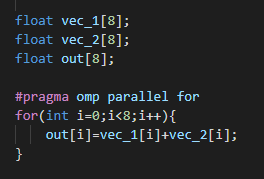 float vec_1[8];
float vec_2[8];
float out[8];
#pragma omp parallel for
for(int i=0;i<8;i++){
out[i]=vec_1[i]+vec_2[i];
}